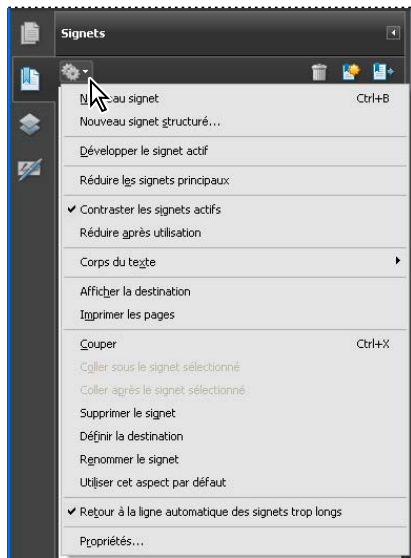 Signets
Nouveau signet Ctrl+B
Nouveau signet structuré...
Développer le signet actif
Réduire les signets principaux
Contraster les signets actifs
Réduire après utilisation
Corps du texte
Afficher la destination
Imprimer les pages
Couper Ctrl+X
Coller sous le signet sélectionné
Coller après le signet sélectionné
Supprimer le signet
Définir la destination
Renommer le signet
Utiliser cet aspect par défaut
Retour à la ligne automatique des signets trop longs
Propriétés...